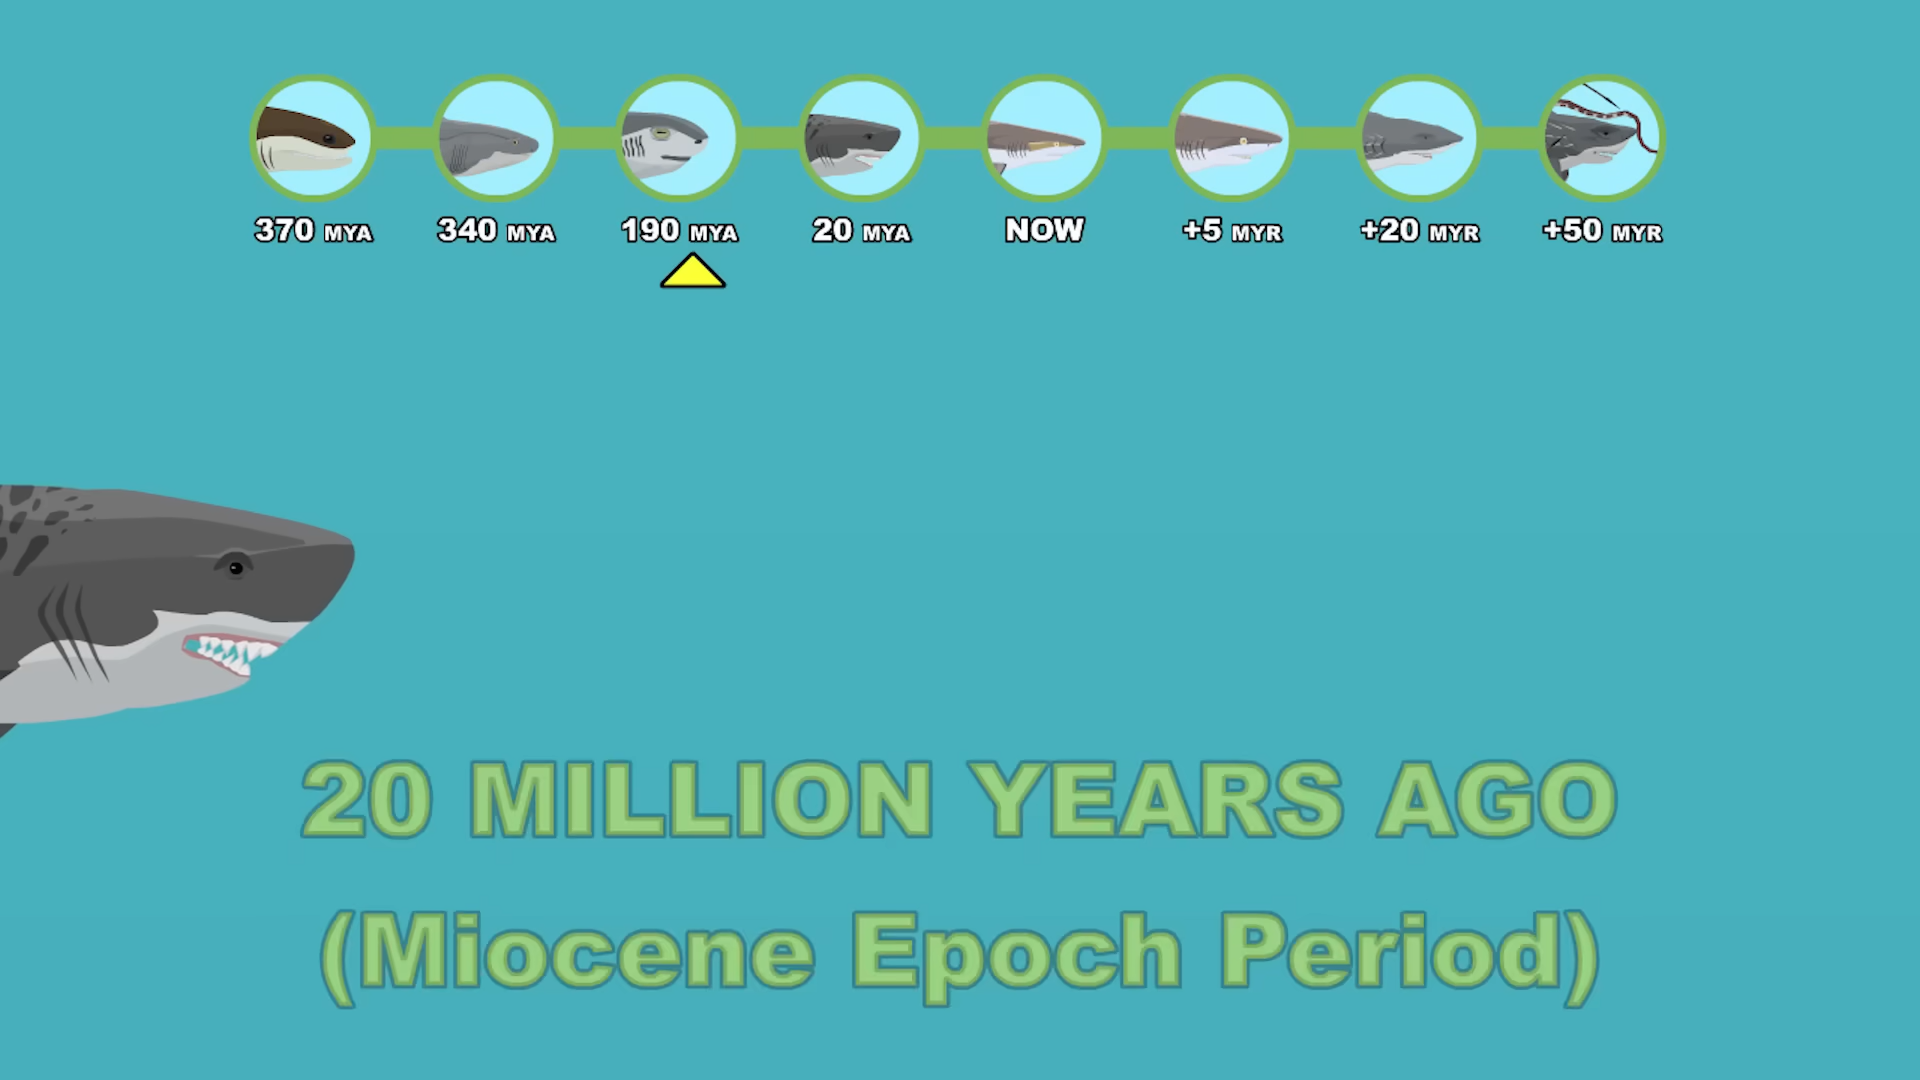 370 MYA 340 MYA 190 MYA 20 MYA NOW +5 MYR +20 MYR +50 MYR
20 MILLION YEARS AGO
(Miocene Epoch Period)